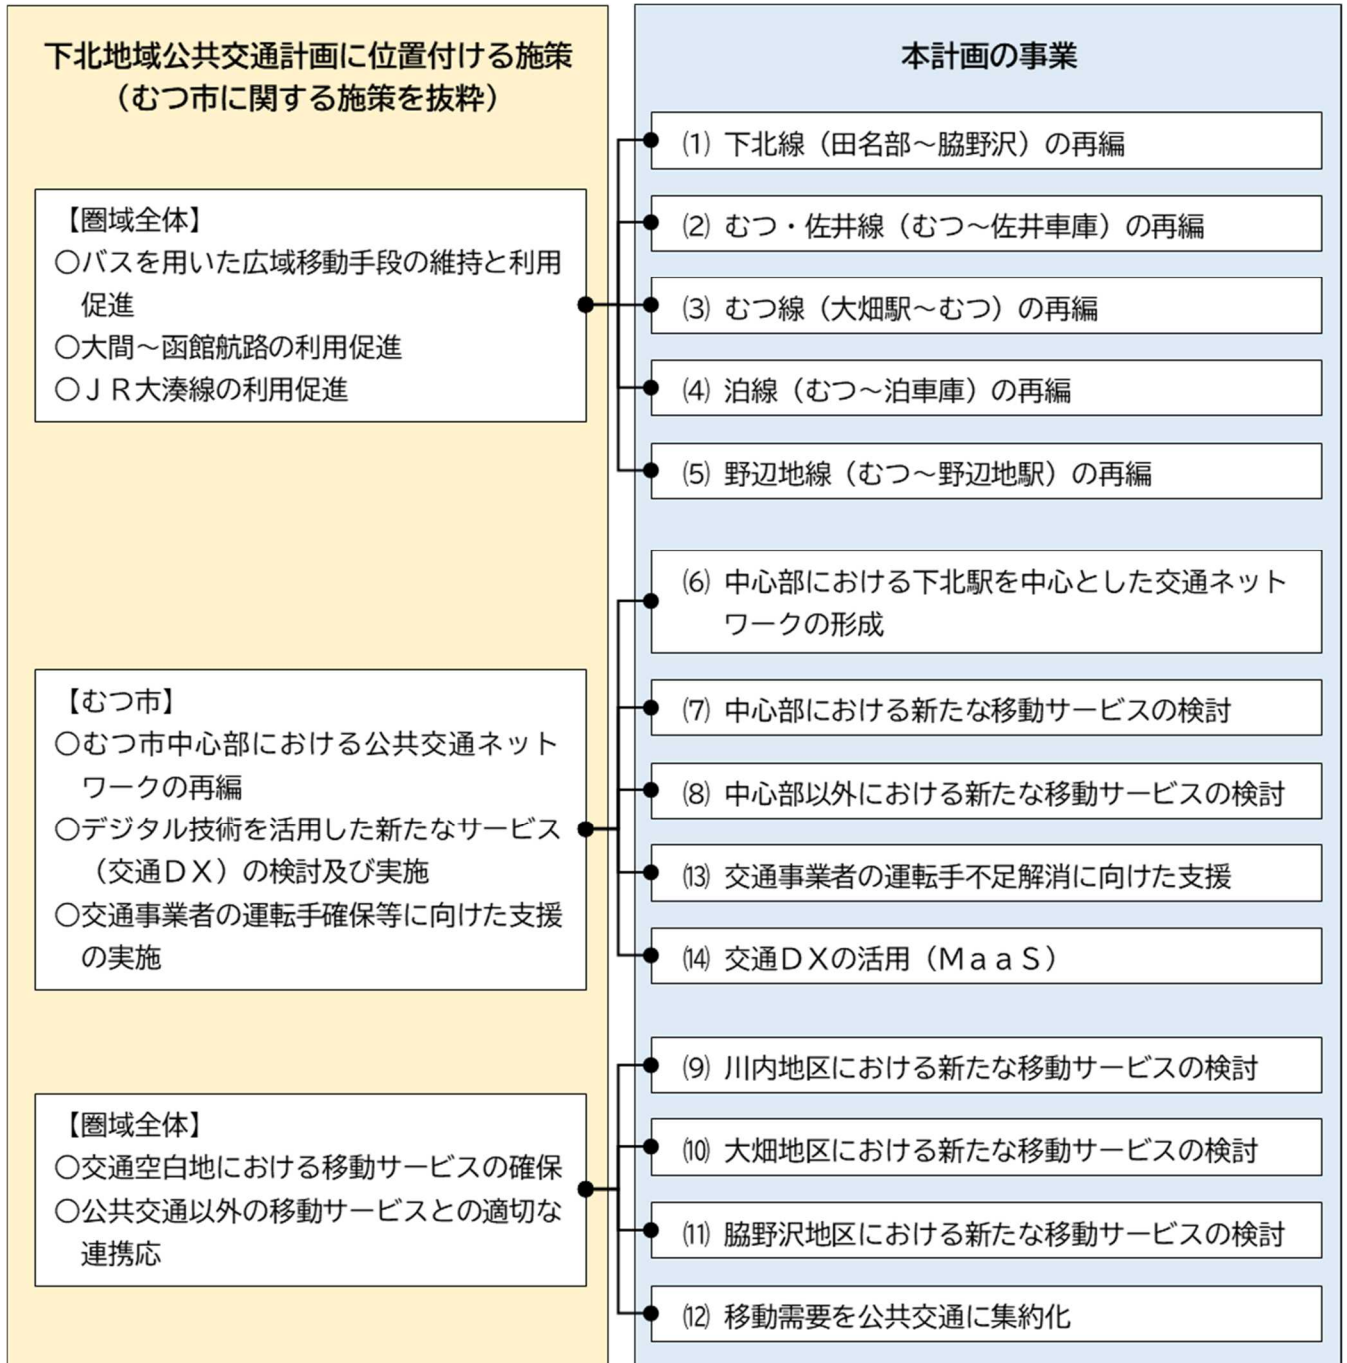 下北地域公共交通計画に位置付ける施策
（むつ市に関する施策を抜粋）
【圏域全体】
○バスを用いた広域移動手段の維持と利用
促進
○大間～函館航路の利用促進
○ＪＲ大湊線の利用促進
【むつ市】
○むつ市中心部における公共交通ネット
ワークの再編
○デジタル技術を活用した新たなサービス
（交通ＤＸ）の検討及び実施
○交通事業者の運転手確保等に向けた支援
の実施
【圏域全体】
○交通空白地における移動サービスの確保
○公共交通以外の移動サービスとの適切な
連携応
本計画の事業
⑴ 下北線（田名部～脇野沢）の再編
⑵ むつ・佐井線（むつ～佐井車庫）の再編
⑶ むつ線（大畑駅～むつ）の再編
⑷ 泊線（むつ～泊車庫）の再編
⑸ 野辺地線（むつ～野辺地駅）の再編
⑹ 中心部における下北駅を中心とした交通ネット
ワークの形成
⑺ 中心部における新たな移動サービスの検討
⑻ 中心部以外における新たな移動サービスの検討
⒀ 交通事業者の運転手不足解消に向けた支援
⒁ 交通ＤＸの活用（ＭａａＳ）
⑼ 川内地区における新たな移動サービスの検討
⑽ 大畑地区における新たな移動サービスの検討
⑾ 脇野沢地区における新たな移動サービスの検討
⑿ 移動需要を公共交通に集約化